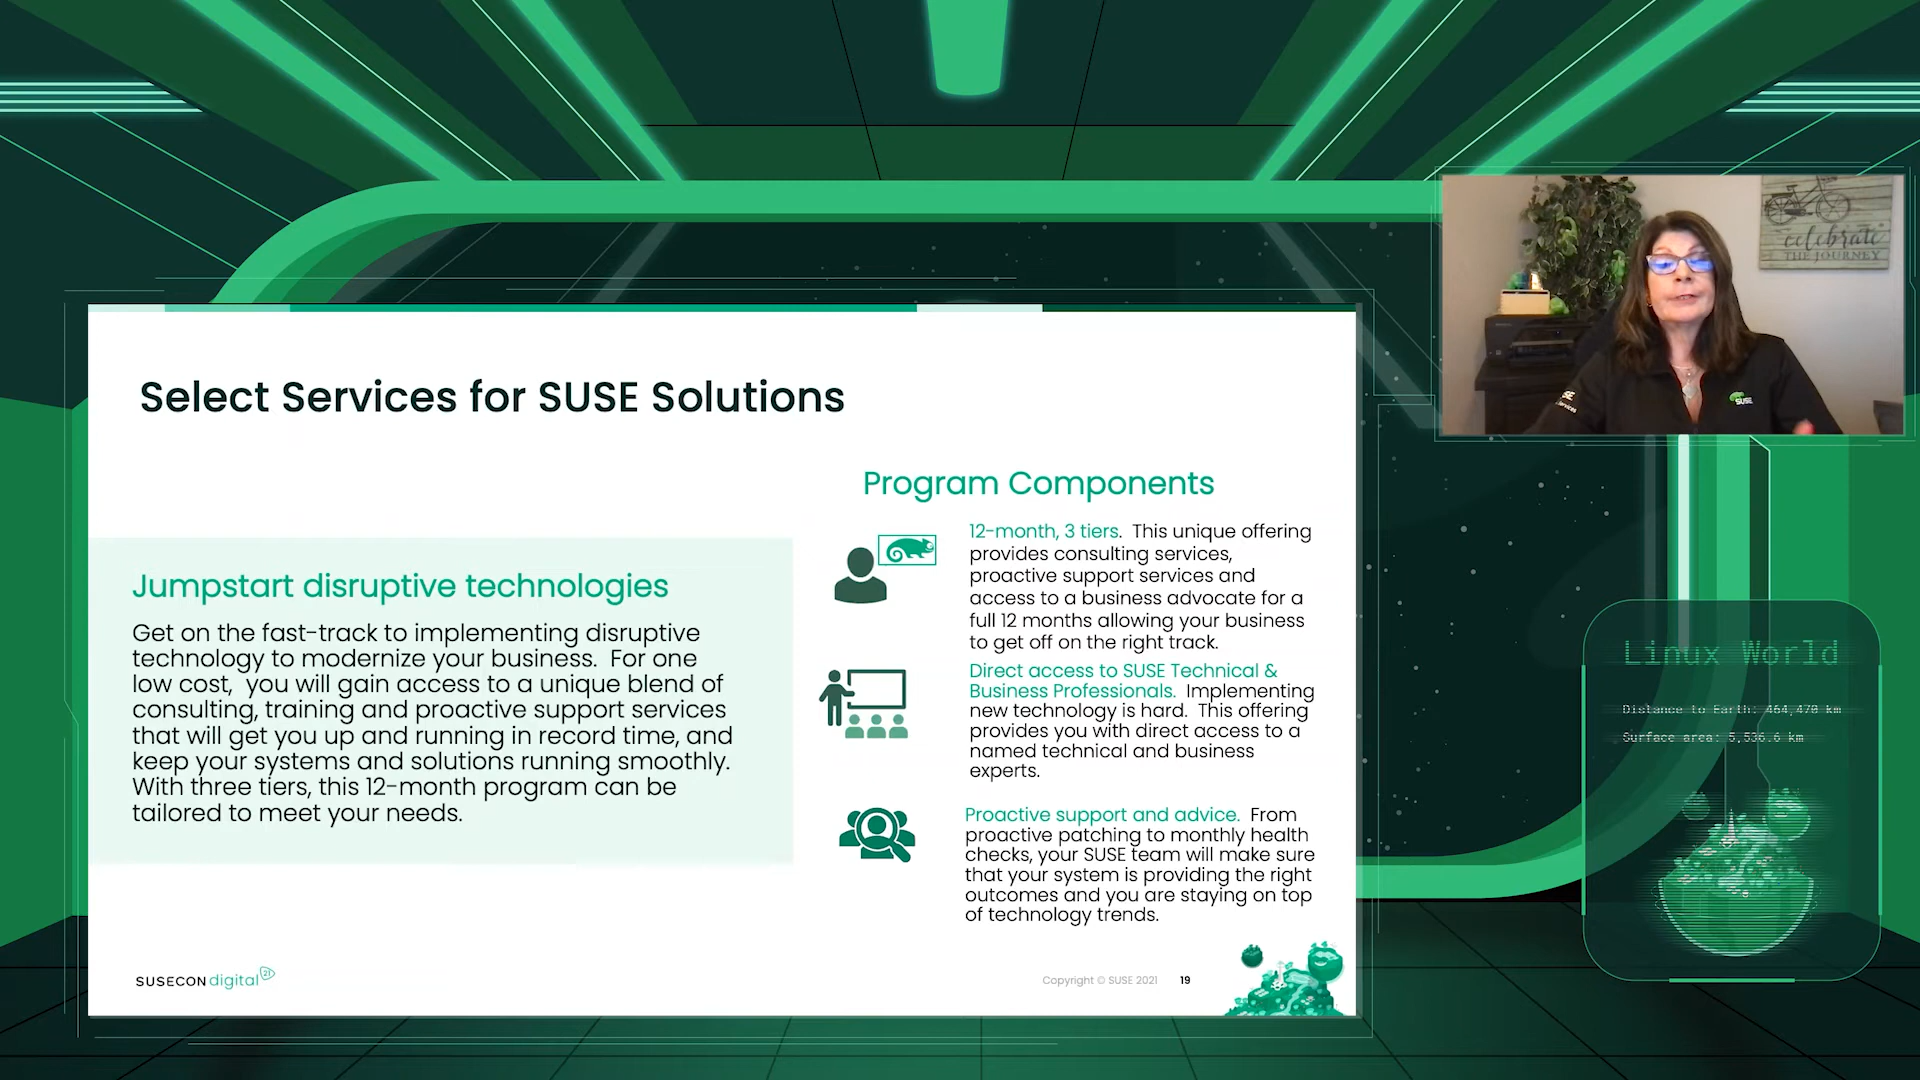 Select Services for SUSE Solutions
Jumpstart disruptive technologies
Get on the fast-track to implementing disruptive
technology to modernize your business.  For one
low cost,  you will gain access to a unique blend of
consulting, training and proactive support services
that will get you up and running in record time, and
keep your systems and solutions running smoothly.
With three tiers, this 12-month program can be
tailored to meet your needs.
Program Components
12-month, 3 tiers.  This unique offering
provides consulting services,
proactive support services and
access to a business advocate for a
full 12 months allowing your business
to get off on the right track.
Direct access to SUSE Technical &
Business Professionals.  Implementing
new technology is hard.  This offering
provides you with direct access to a
named technical and business
experts.
Proactive support and advice.  From
proactive patching to monthly health
checks, your SUSE team will make sure
that your system is providing the right
outcomes and you are staying on top
of technology trends.
SUSECON digital 21
Copyright © SUSE 2021
19
celebrate
THE JOURNEY
SUSE
Linux World
Distance to Earth: 464,470 km
Surface area: 5,536.6 km